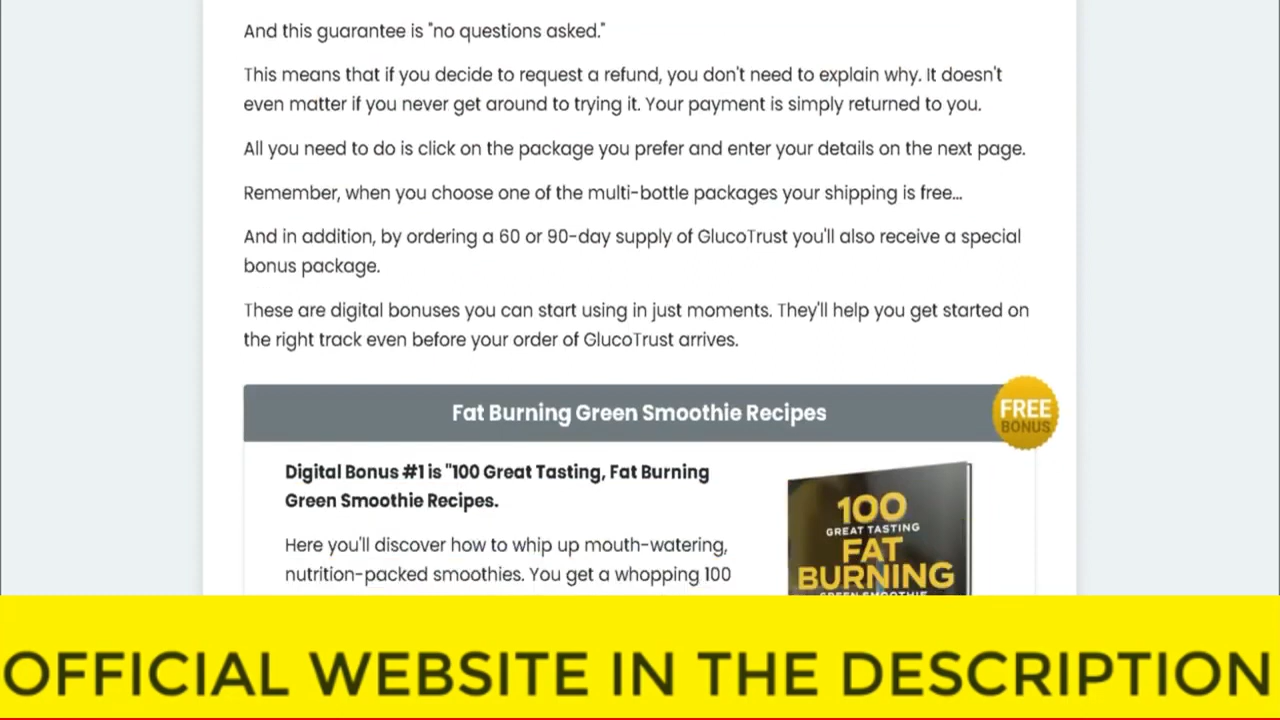 And this guarantee is "no questions asked."
This means that if you decide to request a refund, you don't need to explain why. It doesn't
even matter if you never get around to trying it. Your payment is simply returned to you.
All you need to do is click on the package you prefer and enter your details on the next page.
Remember, when you choose one of the multi-bottle packages your shipping is free...
And in addition, by ordering a 60 or 90-day supply of GlucoTrust you'll also receive a special
bonus package.
These are digital bonuses you can start using in just moments. They'll help you get started on
the right track even before your order of GlucoTrust arrives.
Fat Burning Green Smoothie Recipes
FREE
BONUS
Digital Bonus #1 is "100 Great Tasting, Fat Burning
Green Smoothie Recipes.
Here you'll discover how to whip up mouth-watering,
nutrition-packed smoothies. You get a whopping 100
100
GREAT TASTING
FAT
BURNING
GREEN SMOOTHIE
OFFICIAL WEBSITE IN THE DESCRIPTION